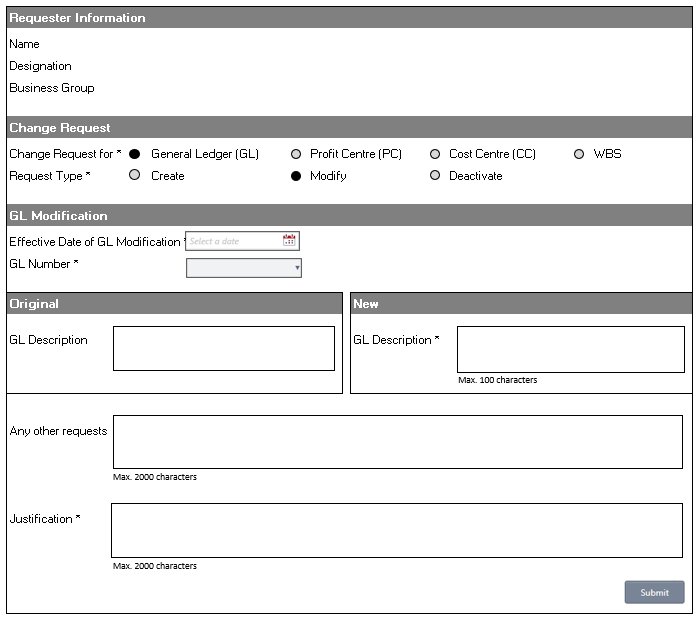 Requester Information
Name
Designation
Business Group
Change Request
Change Request for * General Ledger (GL) Profit Centre (PC) Cost Centre (CC) WBS
Request Type * Create Modify Deactivate
GL Modification
Effective Date of GL Modification * Select a date
GL Number *
Original New
GL Description GL Description *
Max. 100 characters
Any other requests
Max. 2000 characters
Justification *
Max. 2000 characters
Submit